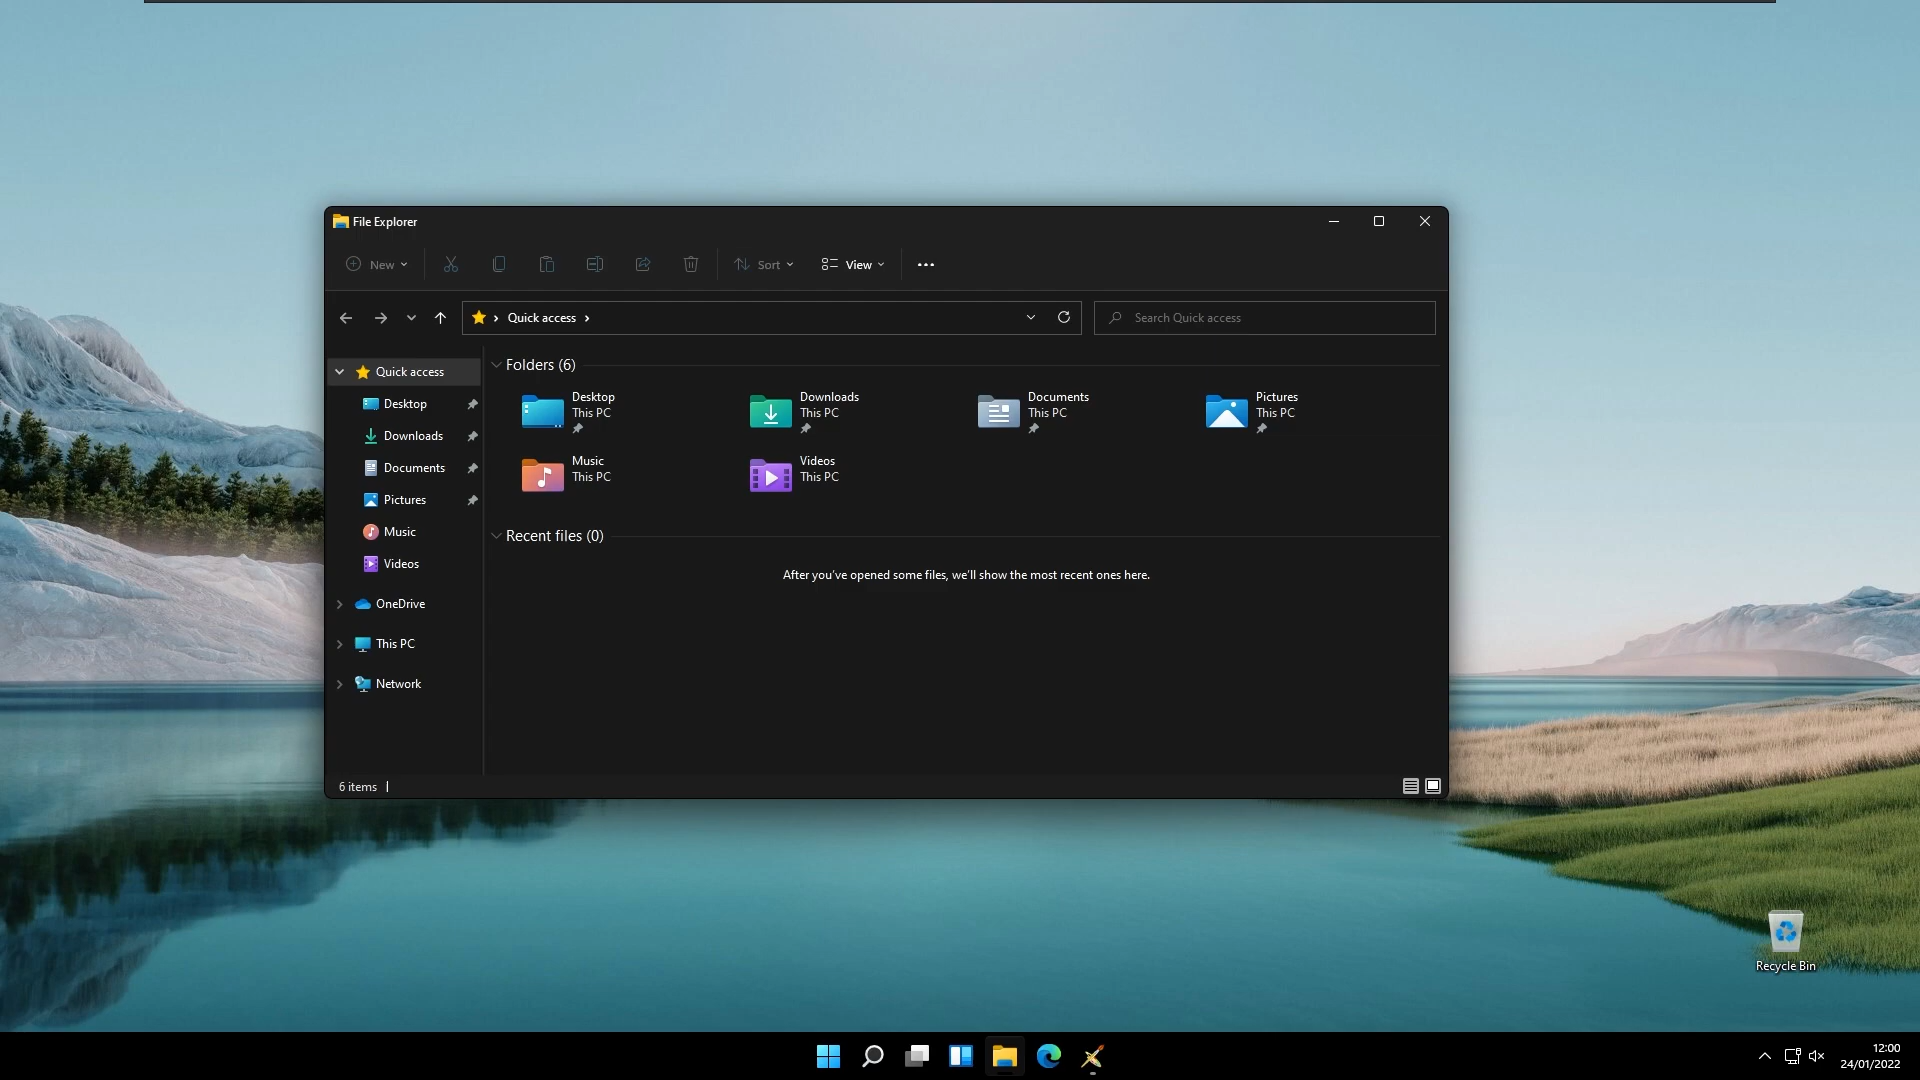 File Explorer
New
Sort
View
Quick access
Search Quick access
Quick access
Desktop
Downloads
Documents
Pictures
Music
Videos
OneDrive
This PC
Network
Folders (6)
Desktop
This PC
Downloads
This PC
Documents
This PC
Pictures
This PC
Music
This PC
Videos
This PC
Recent files (0)
After you've opened some files, we'll show the most recent ones here.
6 items
Recycle Bin
12:00
24/01/2022